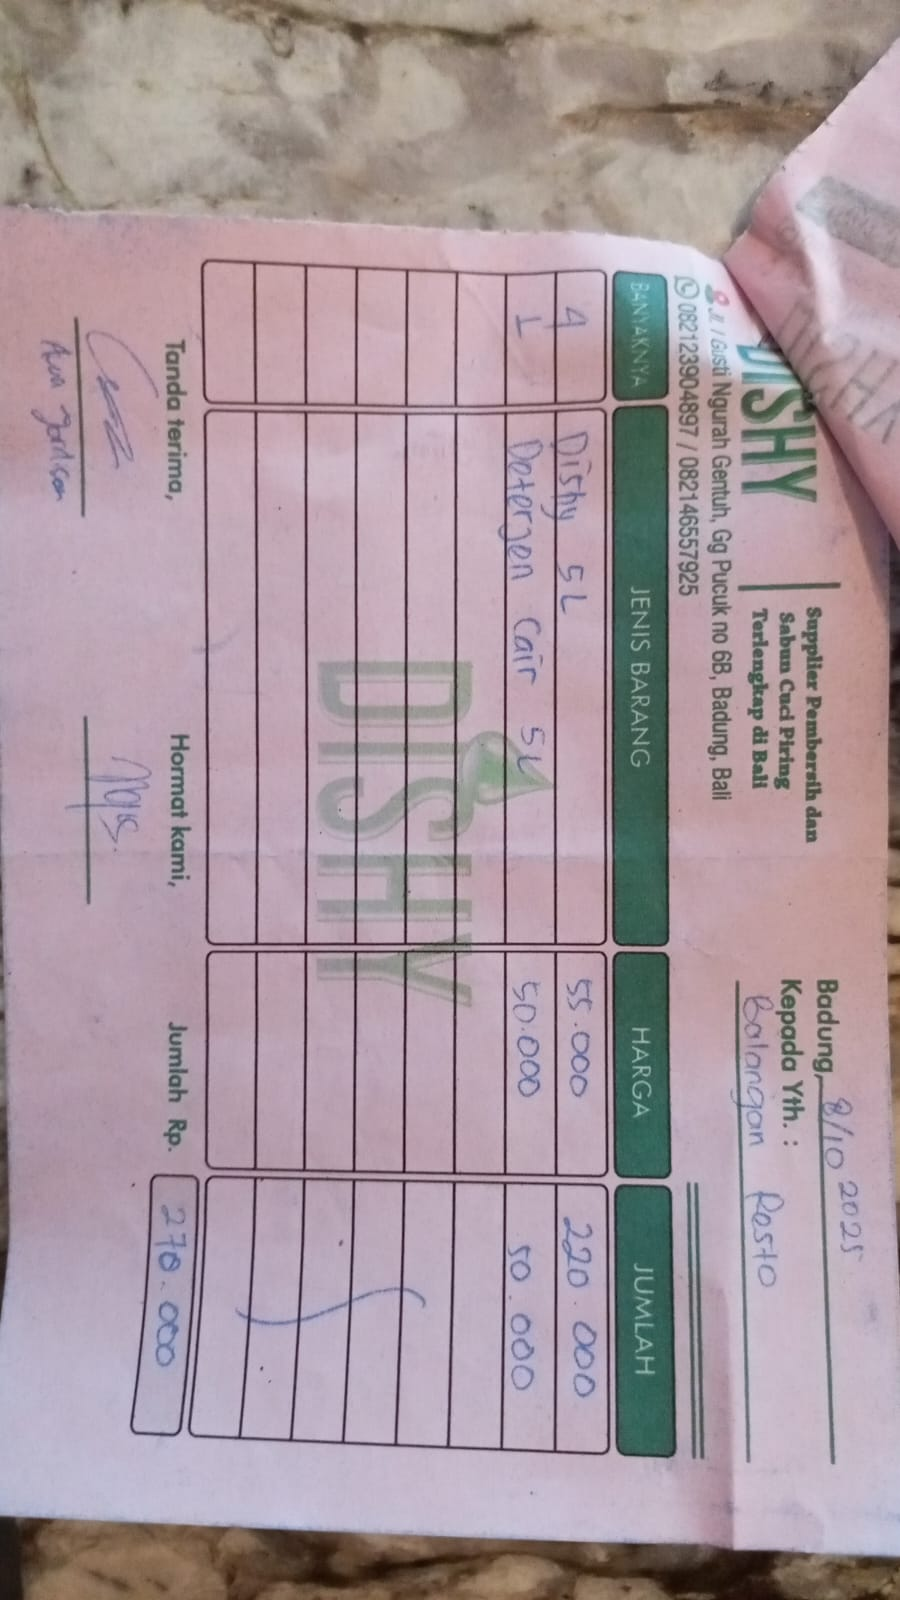 DISHY
Supplier Pembersih dan
Sabun Cuci Piring
Terlengkap di Bali
Jl. I Gusti Ngurah Gentuh, Gg Pucuk no 6B, Badung, Bali
082123904897 / 082146557925
Badung, 8/10 2025
Kepada Yth. :
Balangan Resto
BANYAKNYA JENIS BARANG HARGA JUMLAH
4 Dishy 5L 55.000 220.000
1 Deterjen Cair 5L 50.000 50.000
DISHY
Tanda terima, Hormat kami, Jumlah Rp. 270.000